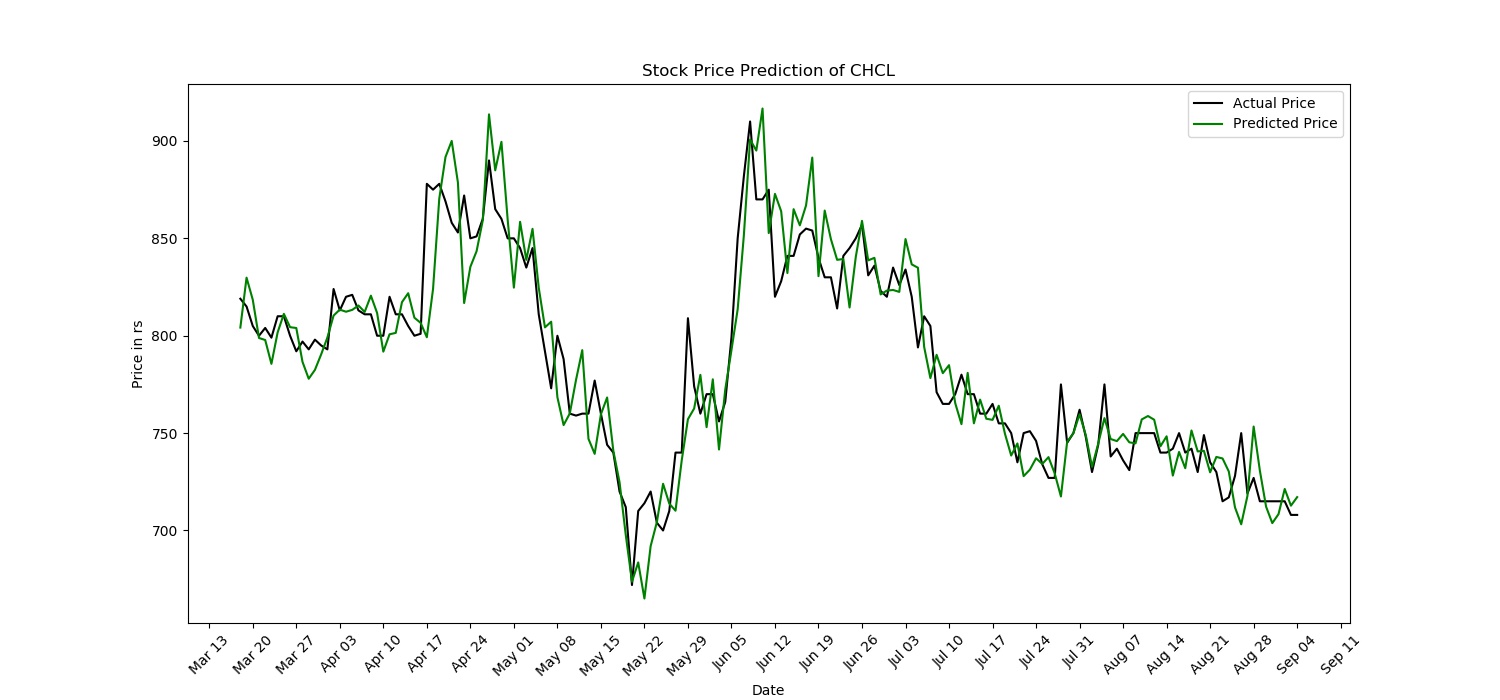 Stock Price Prediction of CHCL
Actual Price
Predicted Price
Price in rs
900
850
800
750
700
Mar 13
Mar 20
Mar 27
Apr 03
Apr 10
Apr 17
Apr 24
May 01
May 08
May 15
May 22
May 29
Jun 05
Jun 12
Jun 19
Jun 26
Jul 03
Jul 10
Jul 17
Jul 24
Jul 31
Aug 07
Aug 14
Aug 21
Aug 28
Sep 04
Sep 11
Date